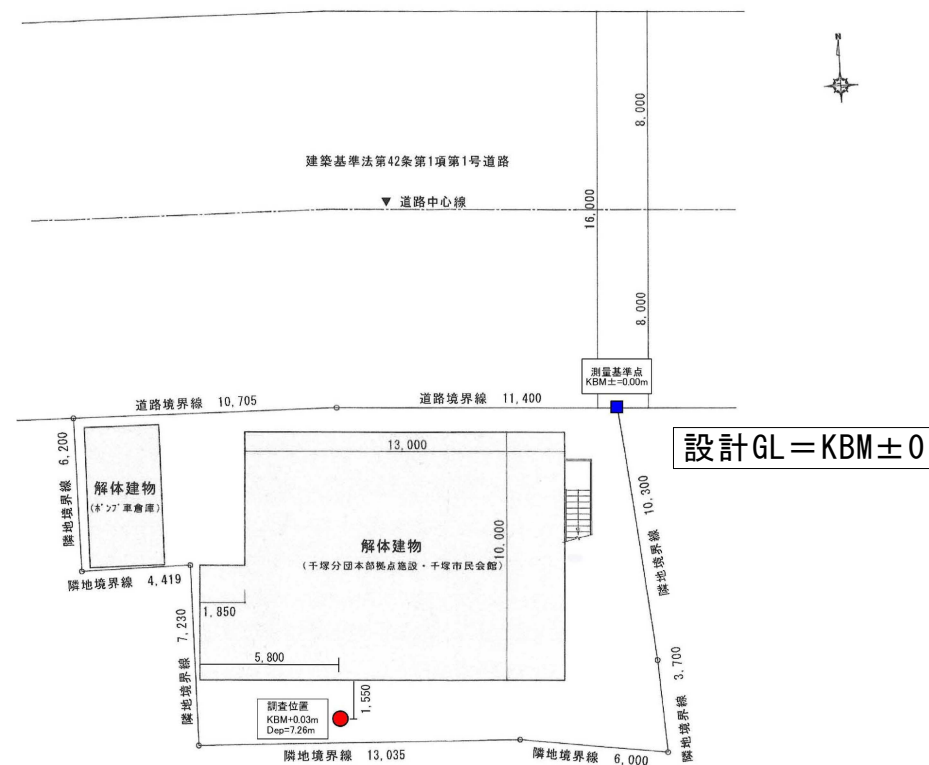 N
8,000
建築基準法第42条第1項第1号道路
▼ 道路中心線
16,000
8,000
測量基準点
KBM±=0.00m
道路境界線 10,705
道路境界線 11,400
設計GL=KBM±0
13,000
隣地境界線 6,200
解体建物
(ポンプ車倉庫)
10,300
隣地境界線
解体建物
(千塚分団本部拠点施設・千塚市民会館)
10,000
隣地境界線 4,419
1,850
隣地境界線 7,230
5,800
1,550
隣地境界線 3,700
調査位置
KBM+0.03m
Dep=7.26m
隣地境界線 13,035
隣地境界線 6,000